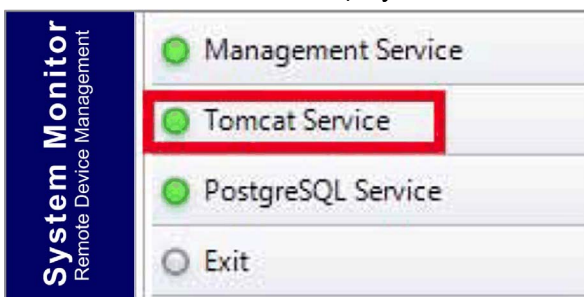 System Monitor
Remote Device Management
Management Service
Tomcat Service
PostgreSQL Service
Exit